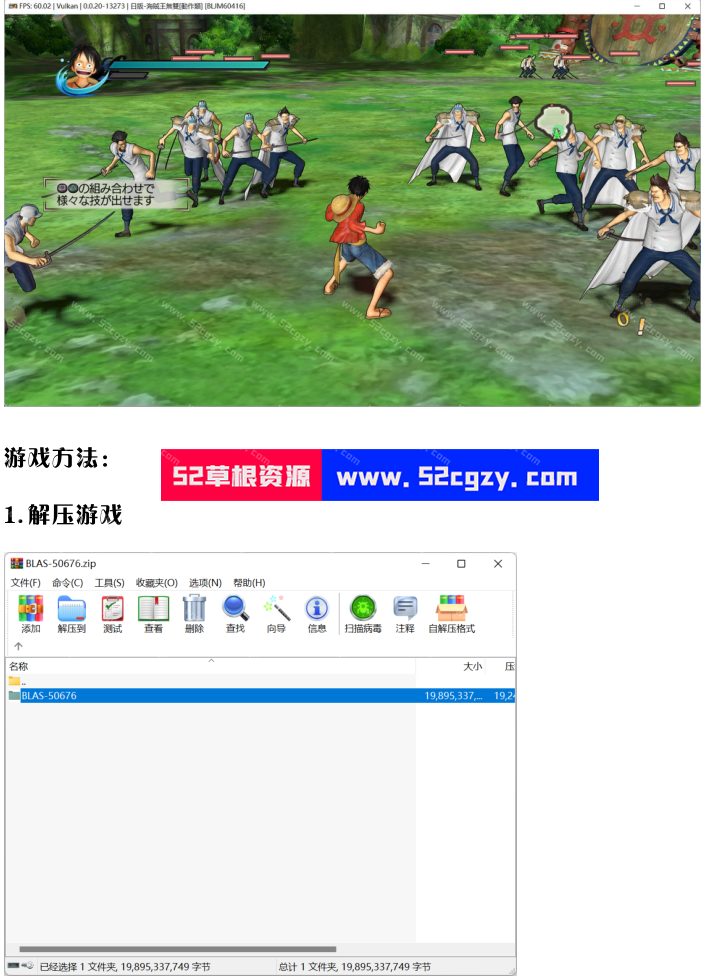 FPS: 60.02 | Vulkan | 0.0.20-13273 | 日版-海賊王無雙[動作類] [BLIM60416]
の組み合わせで
様々な技が出せます
www.52cgzy.com
游戏方法：
52草根资源 www.52cgzy.com
1.解压游戏
BLAS-50676.zip
文件(F) 命令(C) 工具(S) 收藏夹(O) 选项(N) 帮助(H)
添加 解压到 测试 查看 删除 查找 向导 信息 扫描病毒 注释 自解压格式
名称 大小 压
..
BLAS-50676 19,895,337,... 19,24
已经选择 1 文件夹, 19,895,337,749 字节 总计 1 文件夹, 19,895,337,749 字节